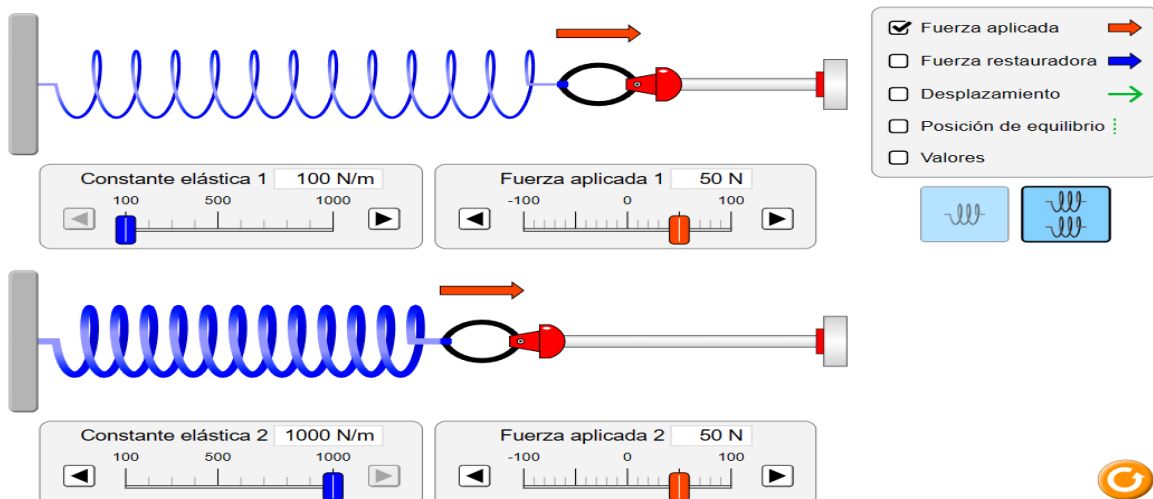 Fuerza aplicada
Fuerza restauradora
Desplazamiento
Posición de equilibrio
Valores
Constante elástica 1 100 N/m
100 500 1000
Fuerza aplicada 1 50 N
-100 0 100
Constante elástica 2 1000 N/m
100 500 1000
Fuerza aplicada 2 50 N
-100 0 100